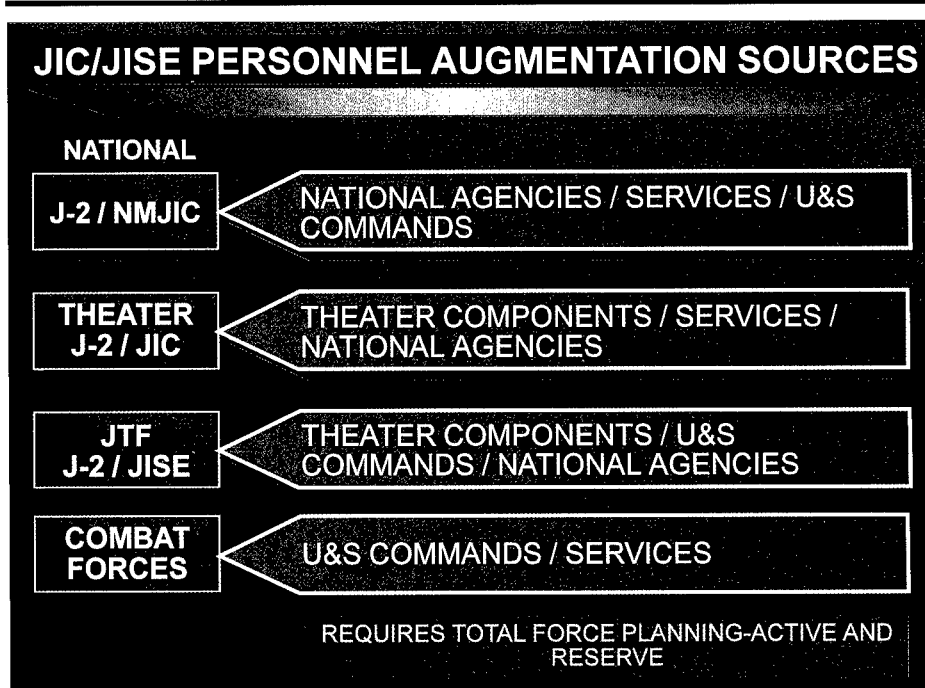 JIC/JISE PERSONNEL AUGMENTATION SOURCES
NATIONAL
J-2 / NMJIC
NATIONAL AGENCIES / SERVICES / U&S
COMMANDS
THEATER
J-2 / JIC
THEATER COMPONENTS / SERVICES /
NATIONAL AGENCIES
JTF
J-2 / JISE
THEATER COMPONENTS / U&S
COMMANDS / NATIONAL AGENCIES
COMBAT
FORCES
U&S COMMANDS / SERVICES
REQUIRES TOTAL FORCE PLANNING-ACTIVE AND
RESERVE